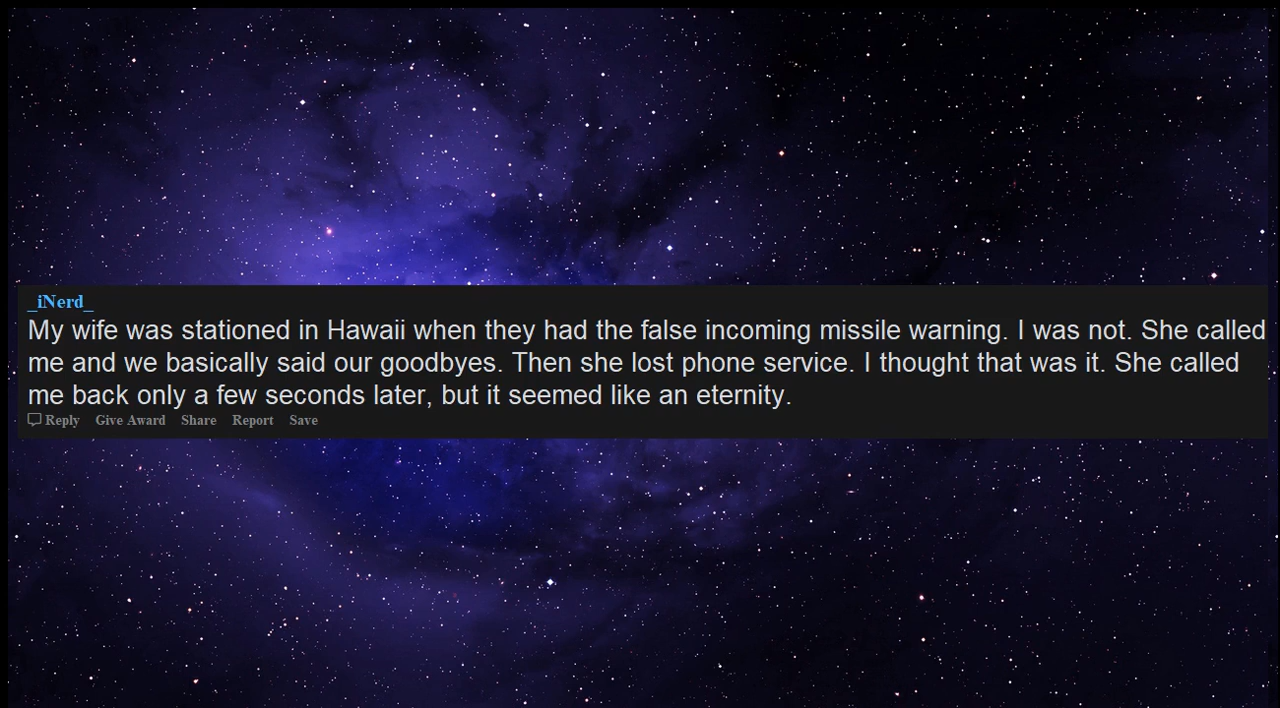 _iNerd_
My wife was stationed in Hawaii when they had the false incoming missile warning. I was not. She called
me and we basically said our goodbyes. Then she lost phone service. I thought that was it. She called
me back only a few seconds later, but it seemed like an eternity.
Reply Give Award Share Report Save